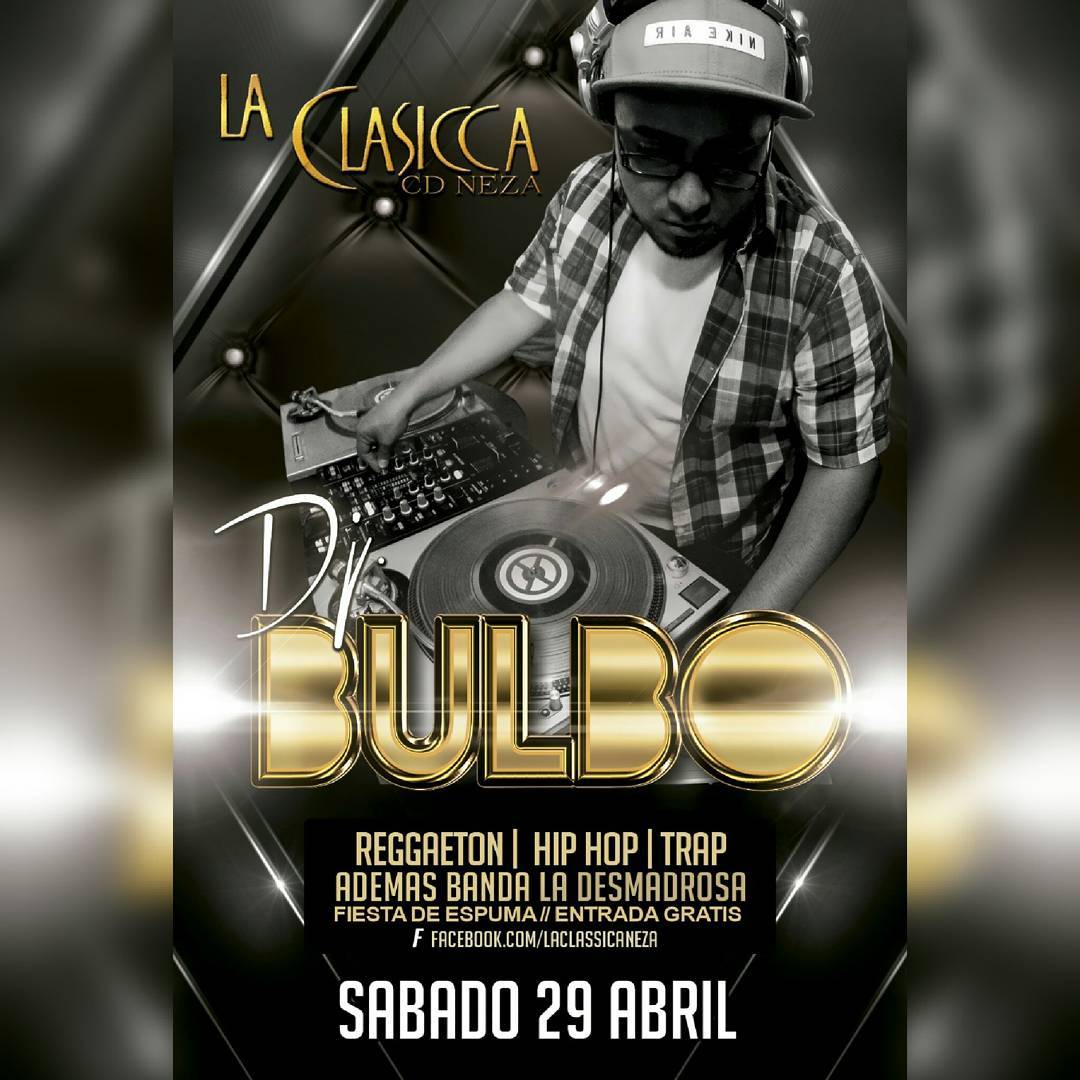 NIKE AIR
LA CLASICCA
CD NEZA
Dj.
BULBO
REGGAETON | HIP HOP | TRAP
ADEMAS BANDA LA DESMADROSA
FIESTA DE ESPUMA // ENTRADA GRATIS
F FACEBOOK.COM/LACLASSICANEZA
SABADO 29 ABRIL